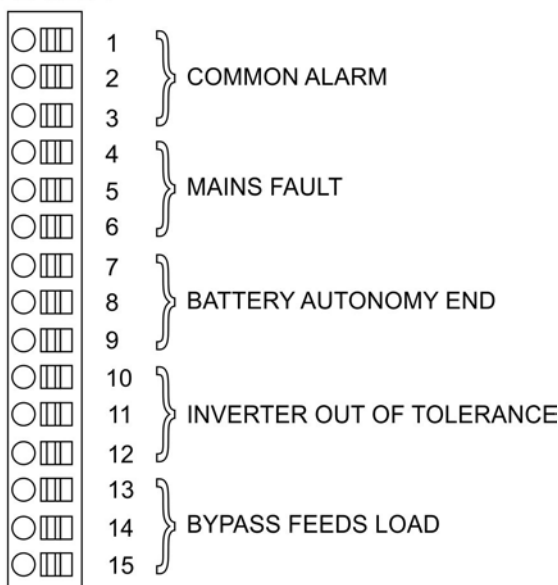 1
2 COMMON ALARM
3
4
5 MAINS FAULT
6
7
8 BATTERY AUTONOMY END
9
10
11 INVERTER OUT OF TOLERANCE
12
13
14 BYPASS FEEDS LOAD
15